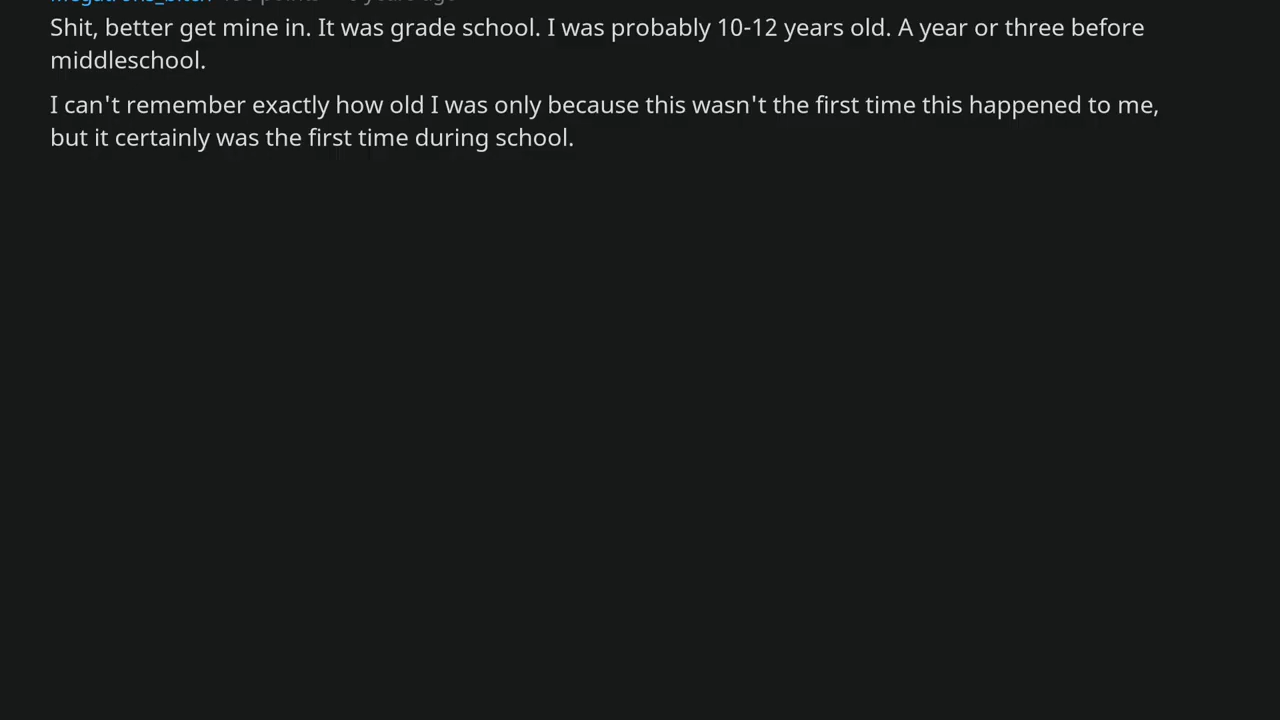 Shit, better get mine in. It was grade school. I was probably 10-12 years old. A year or three before
middleschool.
I can't remember exactly how old I was only because this wasn't the first time this happened to me,
but it certainly was the first time during school.